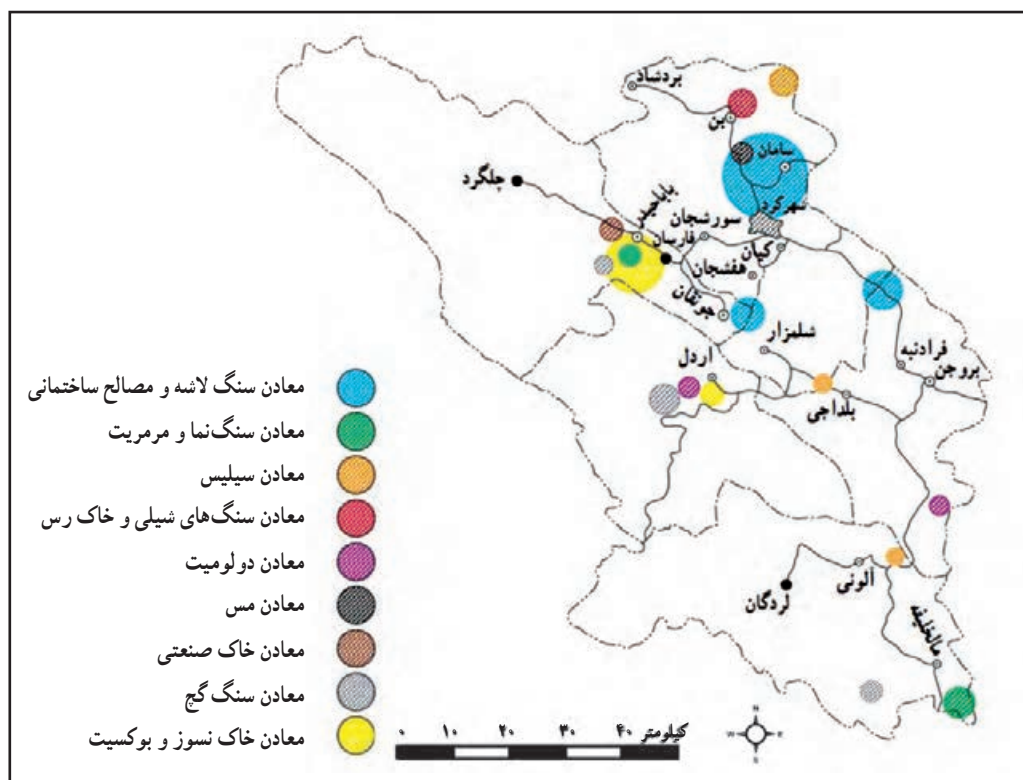 بردشاد
بن
سامان
چلگرد
باباحیدر
سورشجان
شهرکرد
فارسان
کیان
هفشجان
جونقان
شلمزار
فرادنبه
بروجن
اردل
بلداجی
آلونی
لردگان
مالخلیفه
معادن سنگ لاشه و مصالح ساختمانی
معادن سنگ‌نما و مرمریت
معادن سیلیس
معادن سنگ‌های شیلی و خاک رس
معادن دولومیت
معادن مس
معادن خاک صنعتی
معادن سنگ گچ
معادن خاک نسوز و بوکسیت
۰ ۱۰ ۲۰ ۳۰ ۴۰ کیلومتر
N
W E
S